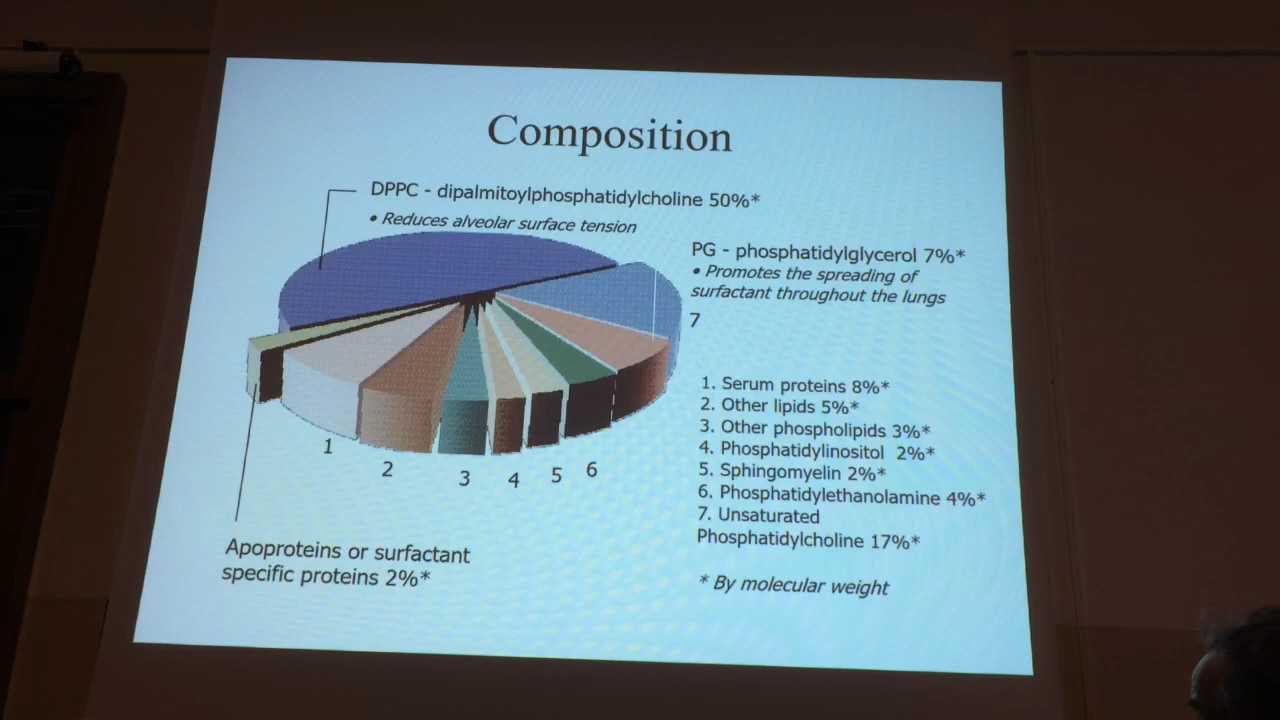 Composition
DPPC - dipalmitoylphosphatidylcholine 50%*
• Reduces alveolar surface tension
PG - phosphatidylglycerol 7%*
• Promotes the spreading of
surfactant throughout the lungs
7
1. Serum proteins 8%*
2. Other lipids 5%*
3. Other phospholipids 3%*
4. Phosphatidylinositol 2%*
5. Sphingomyelin 2%*
6. Phosphatidylethanolamine 4%*
7. Unsaturated
Phosphatidylcholine 17%*
* By molecular weight
1
2
3
4
5
6
Apoproteins or surfactant
specific proteins 2%*